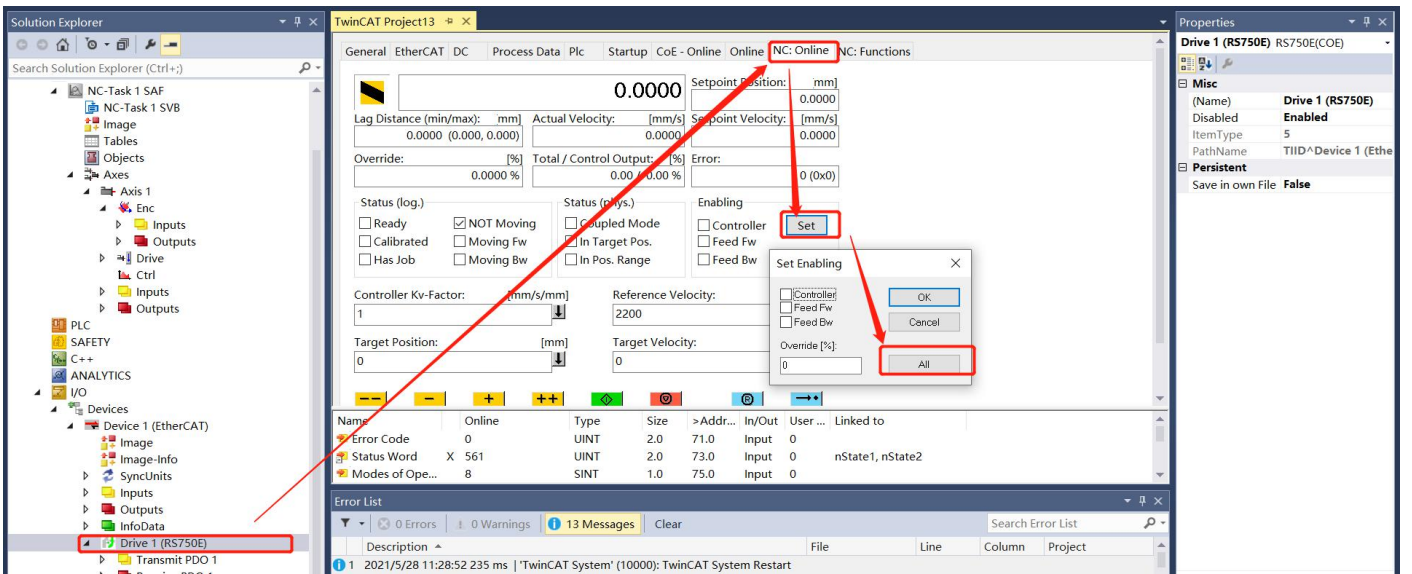 Solution Explorer
Search Solution Explorer (Ctrl+;)
NC-Task 1 SAF
NC-Task 1 SVB
Image
Tables
Objects
Axes
Axis 1
Enc
Inputs
Outputs
Drive
Ctrl
Inputs
Outputs
PLC
SAFETY
C++
ANALYTICS
I/O
Devices
Device 1 (EtherCAT)
Image
Image-Info
SyncUnits
Inputs
Outputs
InfoData
Drive 1 (RS750E)
Transmit PDO 1
TwinCAT Project13
General EtherCAT DC Process Data Plc Startup CoE - Online Online NC: Online NC: Functions
0.0000 Setpoint Position: mm]
0.0000
Lag Distance (min/max): mm] Actual Velocity: [mm/s] Setpoint Velocity: [mm/s]
0.0000 (0.000, 0.000) 0.0000 0.0000
Override: [%] Total / Control Output: [%] Error:
0.0000 % 0.00 / 0.00 % 0 (0x0)
Status (log.) Status (phys.) Enabling
Ready NOT Moving Coupled Mode Controller Set
Calibrated Moving Fw In Target Pos. Feed Fw
Has Job Moving Bw In Pos. Range Feed Bw
Set Enabling
Controller OK
Feed Fw
Feed Bw Cancel
Override [%]:
0 All
Controller Kv-Factor: [mm/s/mm] Reference Velocity:
1 2200
Target Position: [mm] Target Velocity:
0 0
-- - + ++ R
Name Online Type Size >Addr... In/Out User ... Linked to
Error Code 0 UINT 2.0 71.0 Input 0
Status Word X 561 UINT 2.0 73.0 Input 0 nState1, nState2
Modes of Ope... 8 SINT 1.0 75.0 Input 0
Error List
0 Errors 0 Warnings 13 Messages Clear Search Error List
Description File Line Column Project
1 2021/5/28 11:28:52 235 ms | 'TwinCAT System' (10000): TwinCAT System Restart
Properties
Drive 1 (RS750E) RS750E(COE)
Misc
(Name) Drive 1 (RS750E)
Disabled Enabled
ItemType 5
PathName TIID^Device 1 (Ethe
Persistent
Save in own File False